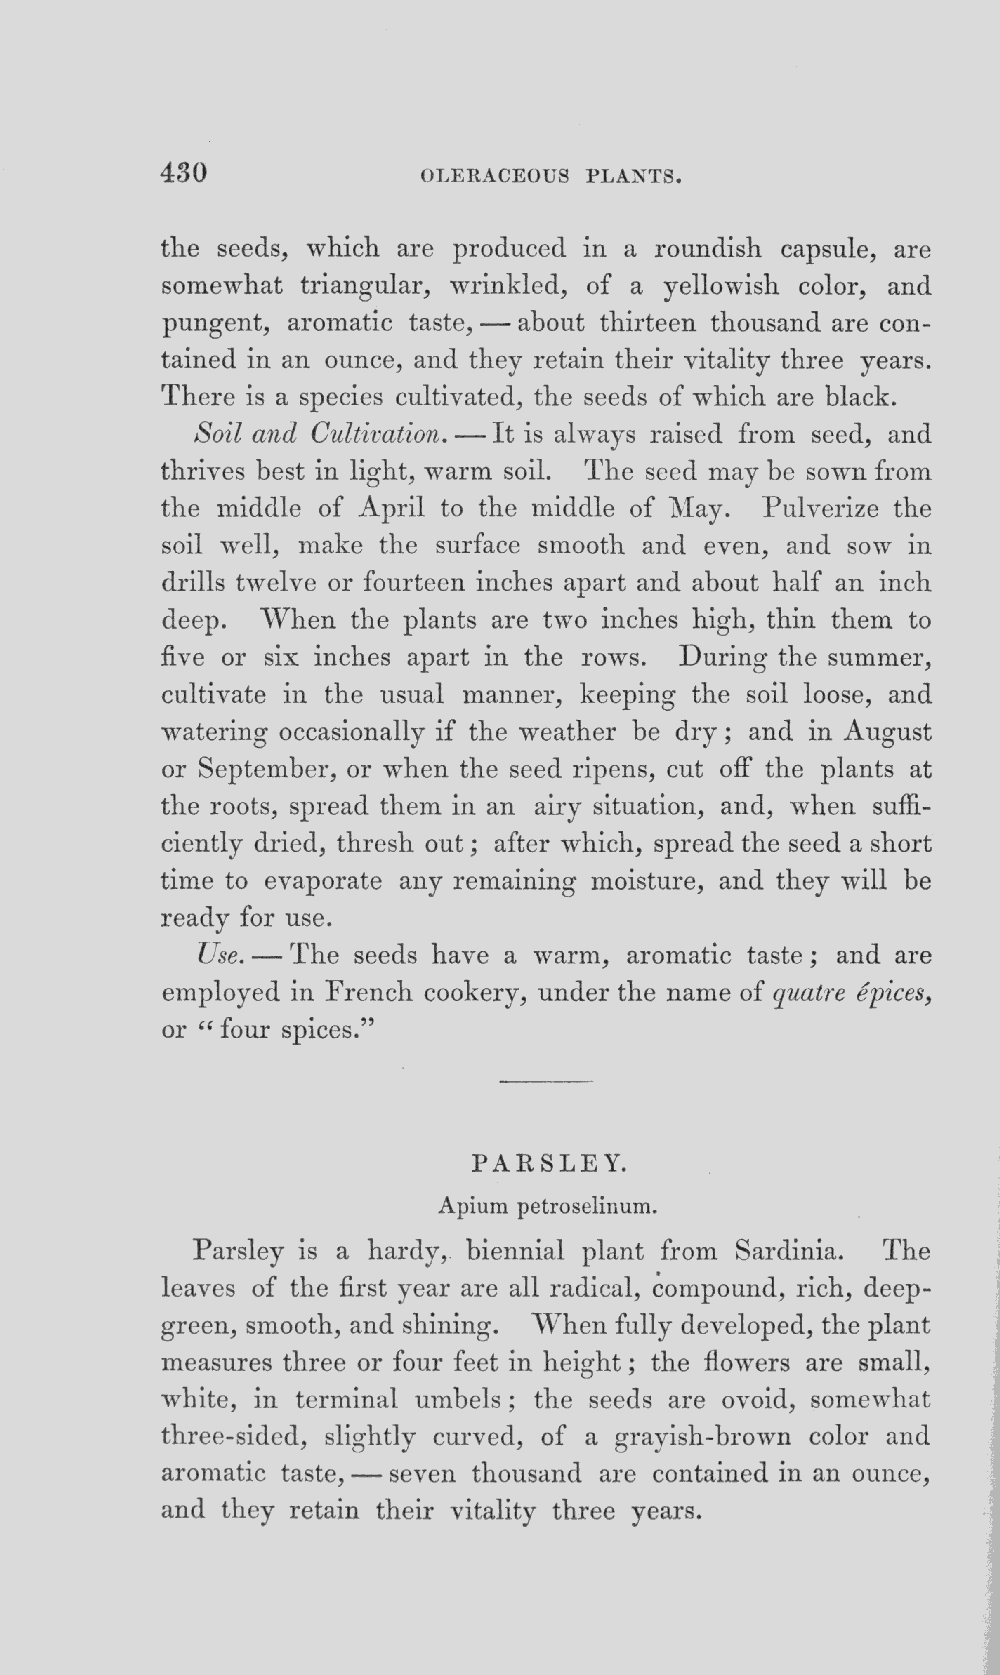 430 OLERACEOUS PLANTS.
the seeds, which are produced in a roundish capsule, are
somewhat triangular, wrinkled, of a yellowish color, and
pungent, aromatic taste, — about thirteen thousand are con-
tained in an ounce, and they retain their vitality three years.
There is a species cultivated, the seeds of which are black.
Soil and Cultivation. — It is always raised from seed, and
thrives best in light, warm soil. The seed may be sown from
the middle of April to the middle of May. Pulverize the
soil well, make the surface smooth and even, and sow in
drills twelve or fourteen inches apart and about half an inch
deep. When the plants are two inches high, thin them to
five or six inches apart in the rows. During the summer,
cultivate in the usual manner, keeping the soil loose, and
watering occasionally if the weather be dry; and in August
or September, or when the seed ripens, cut off the plants at
the roots, spread them in an airy situation, and, when suffi-
ciently dried, thresh out; after which, spread the seed a short
time to evaporate any remaining moisture, and they will be
ready for use.
Use. — The seeds have a warm, aromatic taste; and are
employed in French cookery, under the name of quatre épices,
or "four spices."
PARSLEY.
Apium petroselinum.
Parsley is a hardy, biennial plant from Sardinia. The
leaves of the first year are all radical, compound, rich, deep-
green, smooth, and shining. When fully developed, the plant
measures three or four feet in height; the flowers are small,
white, in terminal umbels; the seeds are ovoid, somewhat
three-sided, slightly curved, of a grayish-brown color and
aromatic taste, — seven thousand are contained in an ounce,
and they retain their vitality three years.